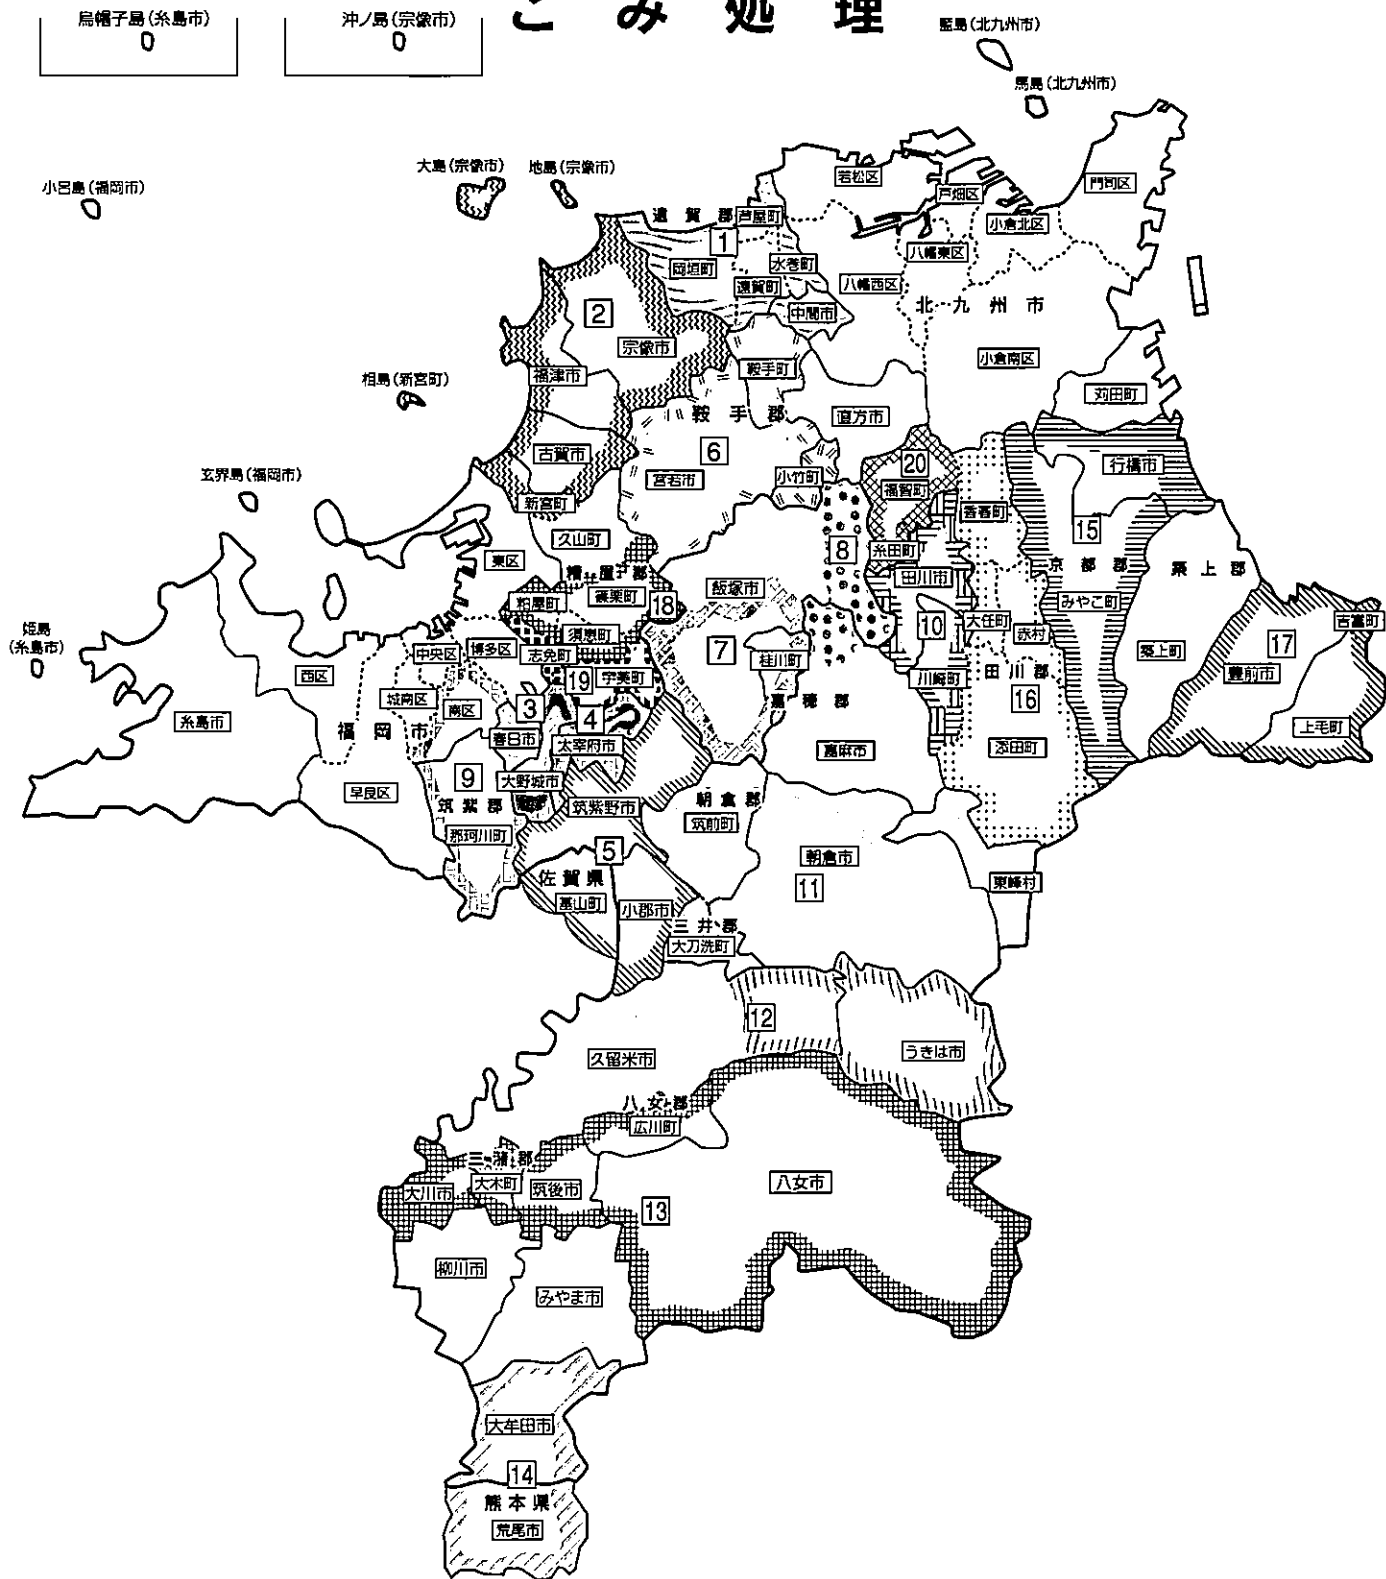 ごみ処理
烏帽子島(糸島市)
沖ノ島(宗像市)
藍島(北九州市)
馬島(北九州市)
大島(宗像市)
地島(宗像市)
小呂島(福岡市)
若松区
戸畑区
門司区
遠賀郡
芦屋町
小倉北区
1
岡垣町
水巻町
八幡東区
遠賀町
八幡西区
中間市
北九州市
2
宗像市
小倉南区
鞍手町
福津市
相島(新宮町)
苅田町
鞍手郡
直方市
古賀市
6
20
行橋市
玄界島(福岡市)
宮若市
小竹町
福智町
新宮町
香春町
15
久山町
8
糸田町
東区
糟屋郡
田川市
京都郡
築上郡
飯塚市
篠栗町
粕屋町
18
みやこ町
大任町
吉富町
姫島
(糸島市)
須恵町
10
赤村
17
中央区
博多区
志免町
7
桂川町
築上町
豊前市
西区
19
宇美町
川崎町
田川郡
城南区
南区
3
4
嘉穂郡
16
糸島市
福岡市
春日市
太宰府市
嘉麻市
添田町
上毛町
9
大野城市
早良区
筑紫郡
筑紫野市
朝倉郡
筑前町
那珂川町
5
朝倉市
佐賀県
11
東峰村
基山町
小郡市
三井郡
大刀洗町
12
久留米市
うきは市
八女郡
広川町
三潴郡
大川市
大木町
筑後市
八女市
13
柳川市
みやま市
大牟田市
14
熊本県
荒尾市